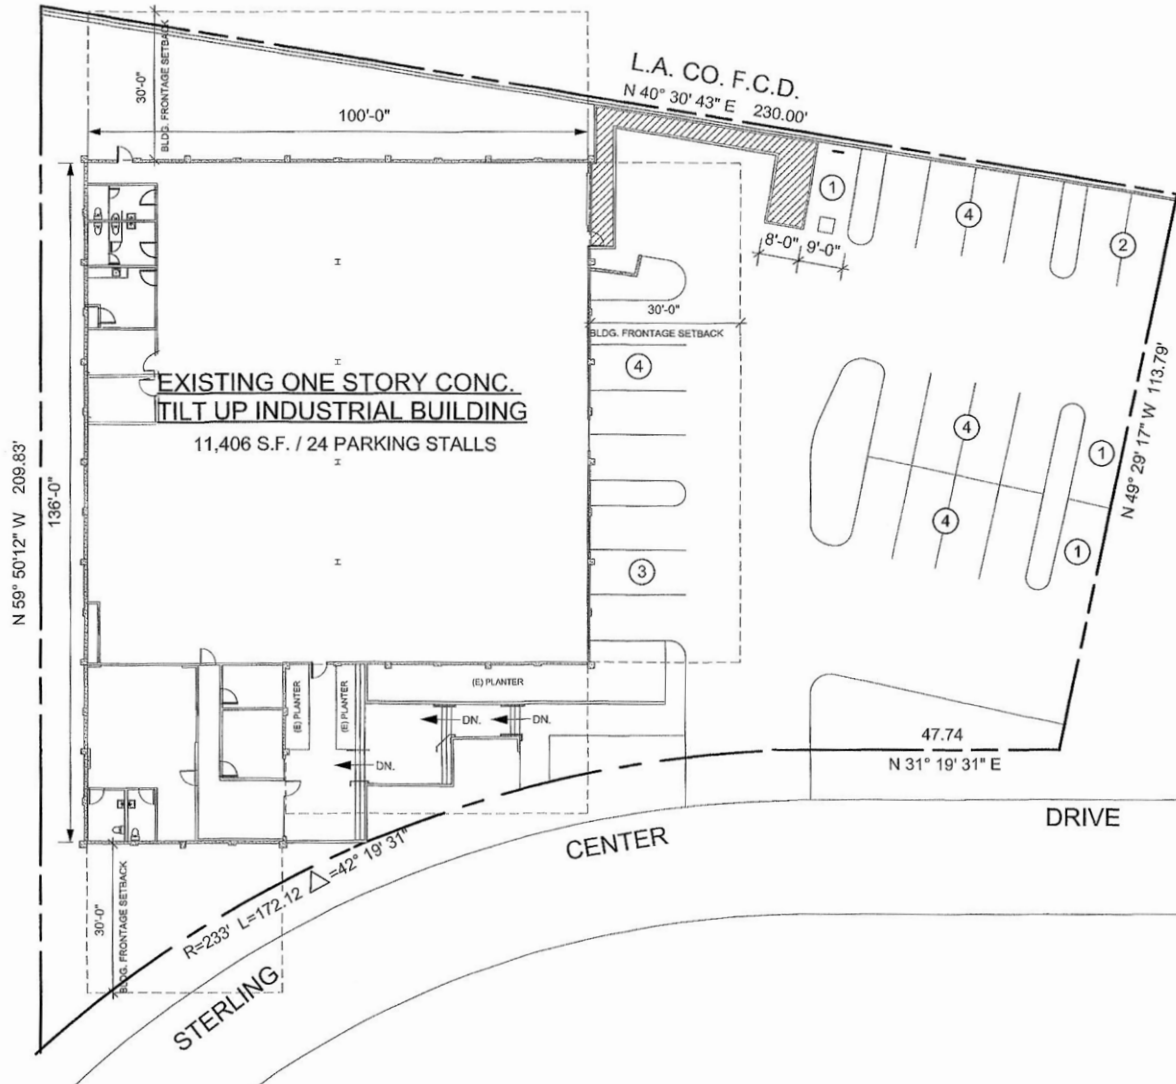 L.A. CO. F.C.D.
N 40° 30' 43" E 230.00'
30'-0"
BLDG. FRONTAGE SETBACK
100'-0"
1
4
2
8'-0" 9'-0"
30'-0"
BLDG. FRONTAGE SETBACK
4
EXISTING ONE STORY CONC.
TILT UP INDUSTRIAL BUILDING
11,406 S.F. / 24 PARKING STALLS
N 59° 50'12" W 209.83'
136'-0"
N 49° 29' 17" W 113.79'
4
1
4
1
3
(E) PLANTER
(E) PLANTER
(E) PLANTER
DN.
DN.
DN.
47.74
N 31° 19' 31" E
30'-0"
BLDG. FRONTAGE SETBACK
R=233' L=172.12 △=42° 19' 31"
STERLING
CENTER
DRIVE